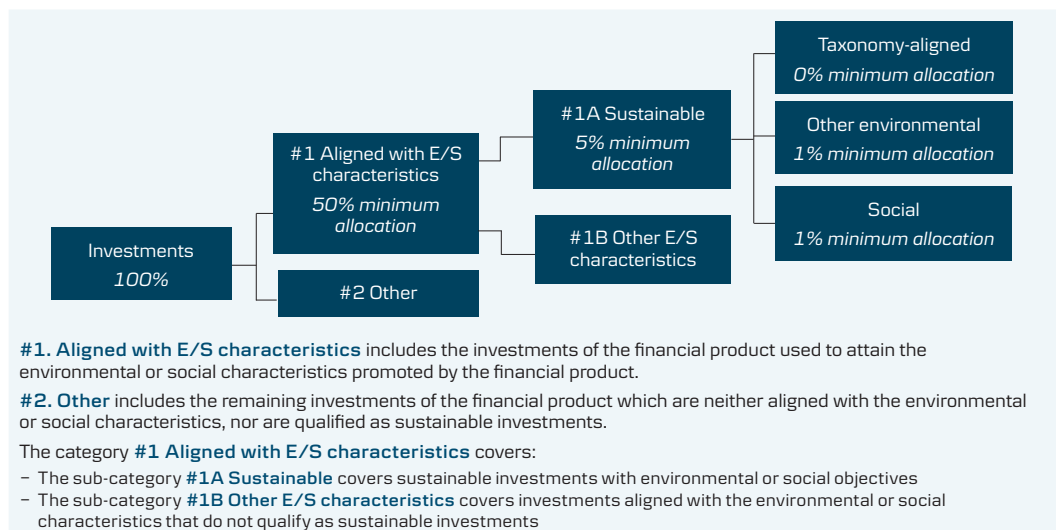 Investments
100%
#1 Aligned with E/S
characteristics
50% minimum
allocation
#2 Other
#1A Sustainable
5% minimum
allocation
#1B Other E/S
characteristics
Taxonomy-aligned
0% minimum allocation
Other environmental
1% minimum allocation
Social
1% minimum allocation
#1. Aligned with E/S characteristics includes the investments of the financial product used to attain the
environmental or social characteristics promoted by the financial product.
#2. Other includes the remaining investments of the financial product which are neither aligned with the environmental
or social characteristics, nor are qualified as sustainable investments.
The category #1 Aligned with E/S characteristics covers:
– The sub-category #1A Sustainable covers sustainable investments with environmental or social objectives
– The sub-category #1B Other E/S characteristics covers investments aligned with the environmental or social
characteristics that do not qualify as sustainable investments